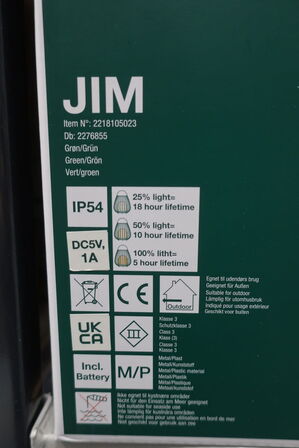 JIM
Item N°: 2218105023
Db: 2276855
Grøn/Grün
Green/Grön
Vert/groen
IP54
25% light=
18 hour lifetime
50% light=
10 hour lifetime
DC5V,
1A
100% litht=
5 hour lifetime
CE
Outdoor
Egnet til udendørs brug
Geeignet für Außen
Suitable for outdoor
Lämplig för utomhusbruk
indiqué pour usage extérieur
Geschikt voor buiten
UK
CA
III
Klasse 3
Schutzklasse 3
Class 3
Klass (3)
Classe 3
Klasse 3
Incl.
Battery
M/P
Metal/Plast
Metall/Kunststoff
Metal/Plastic material
Metall/Plastik
Métal/Plastique
Metaal/kunststof
Ikke egnet til kystnære områder
Nicht für den Einsatz am Meer geeignet
Not suitable for seaside use
Inte lämplig för kustnära områden
Ne convient pas pour une utilisation en bord de mer
Niet geschikt voor gebruik aan zee